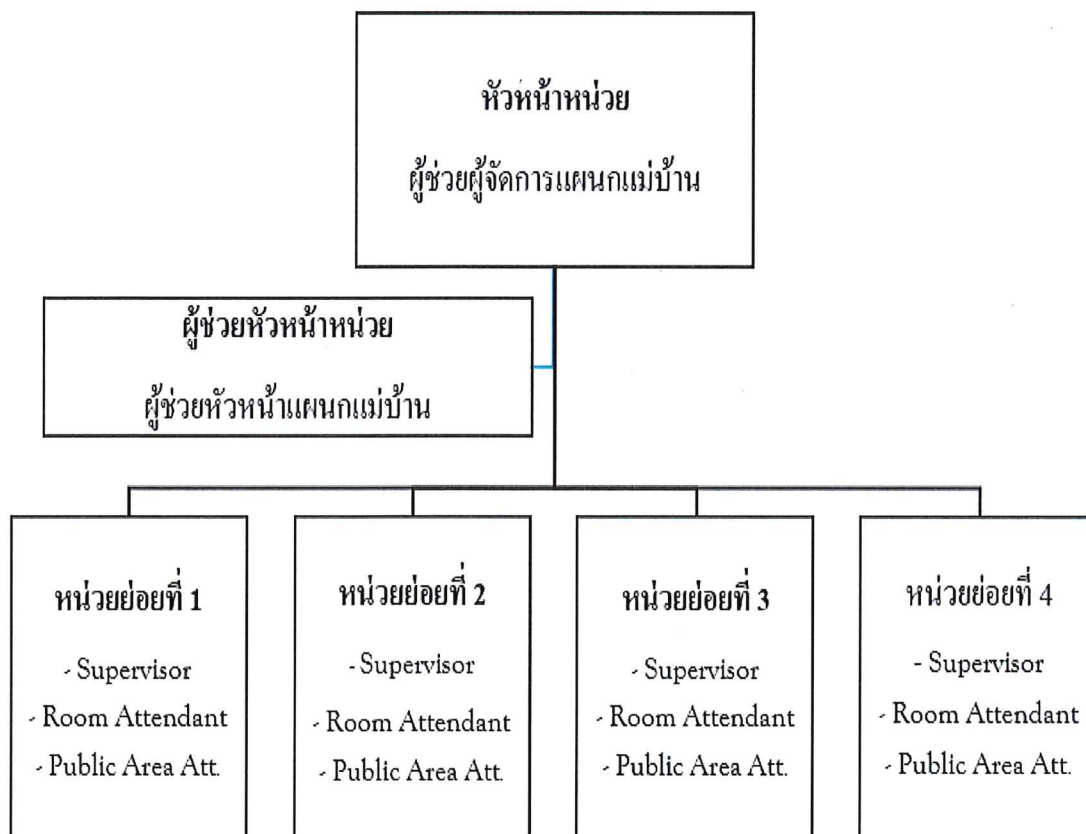 หัวหน้าหน่วย
ผู้ช่วยผู้จัดการแผนกแม่บ้าน
ผู้ช่วยหัวหน้าหน่วย
ผู้ช่วยหัวหน้าแผนกแม่บ้าน
หน่วยย่อยที่ 1
- Supervisor
- Room Attendant
- Public Area Att.
หน่วยย่อยที่ 2
- Supervisor
- Room Attendant
- Public Area Att.
หน่วยย่อยที่ 3
- Supervisor
- Room Attendant
- Public Area Att.
หน่วยย่อยที่ 4
- Supervisor
- Room Attendant
- Public Area Att.